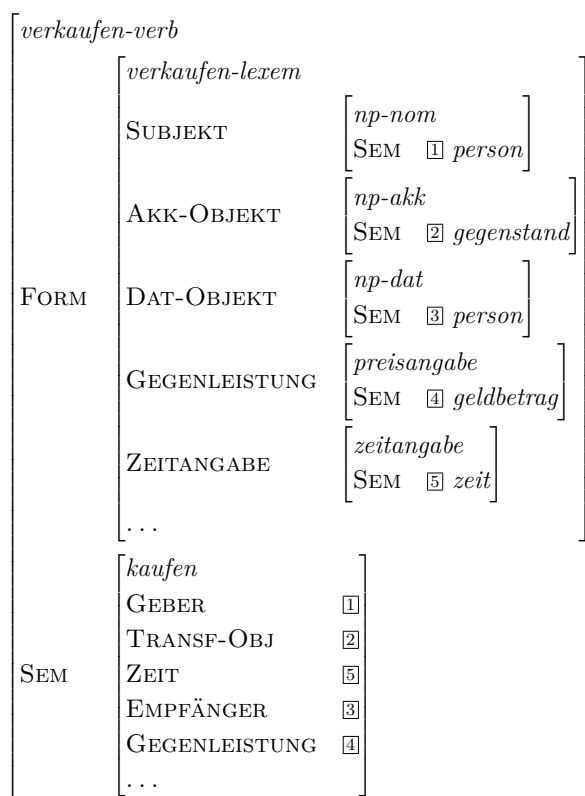 verkaufen-verb
verkaufen-lexem
np-nom
SUBJEKT
SEM 1 person
np-akk
AKK-OBJEKT
SEM 2 gegenstand
np-dat
FORM DAT-OBJEKT
SEM 3 person
preisangabe
GEGENLEISTUNG
SEM 4 geldbetrag
zeitangabe
ZEITANGABE
SEM 5 zeit
...
kaufen
GEBER 1
TRANSF-OBJ 2
SEM ZEIT 5
EMPFÄNGER 3
GEGENLEISTUNG 4
...